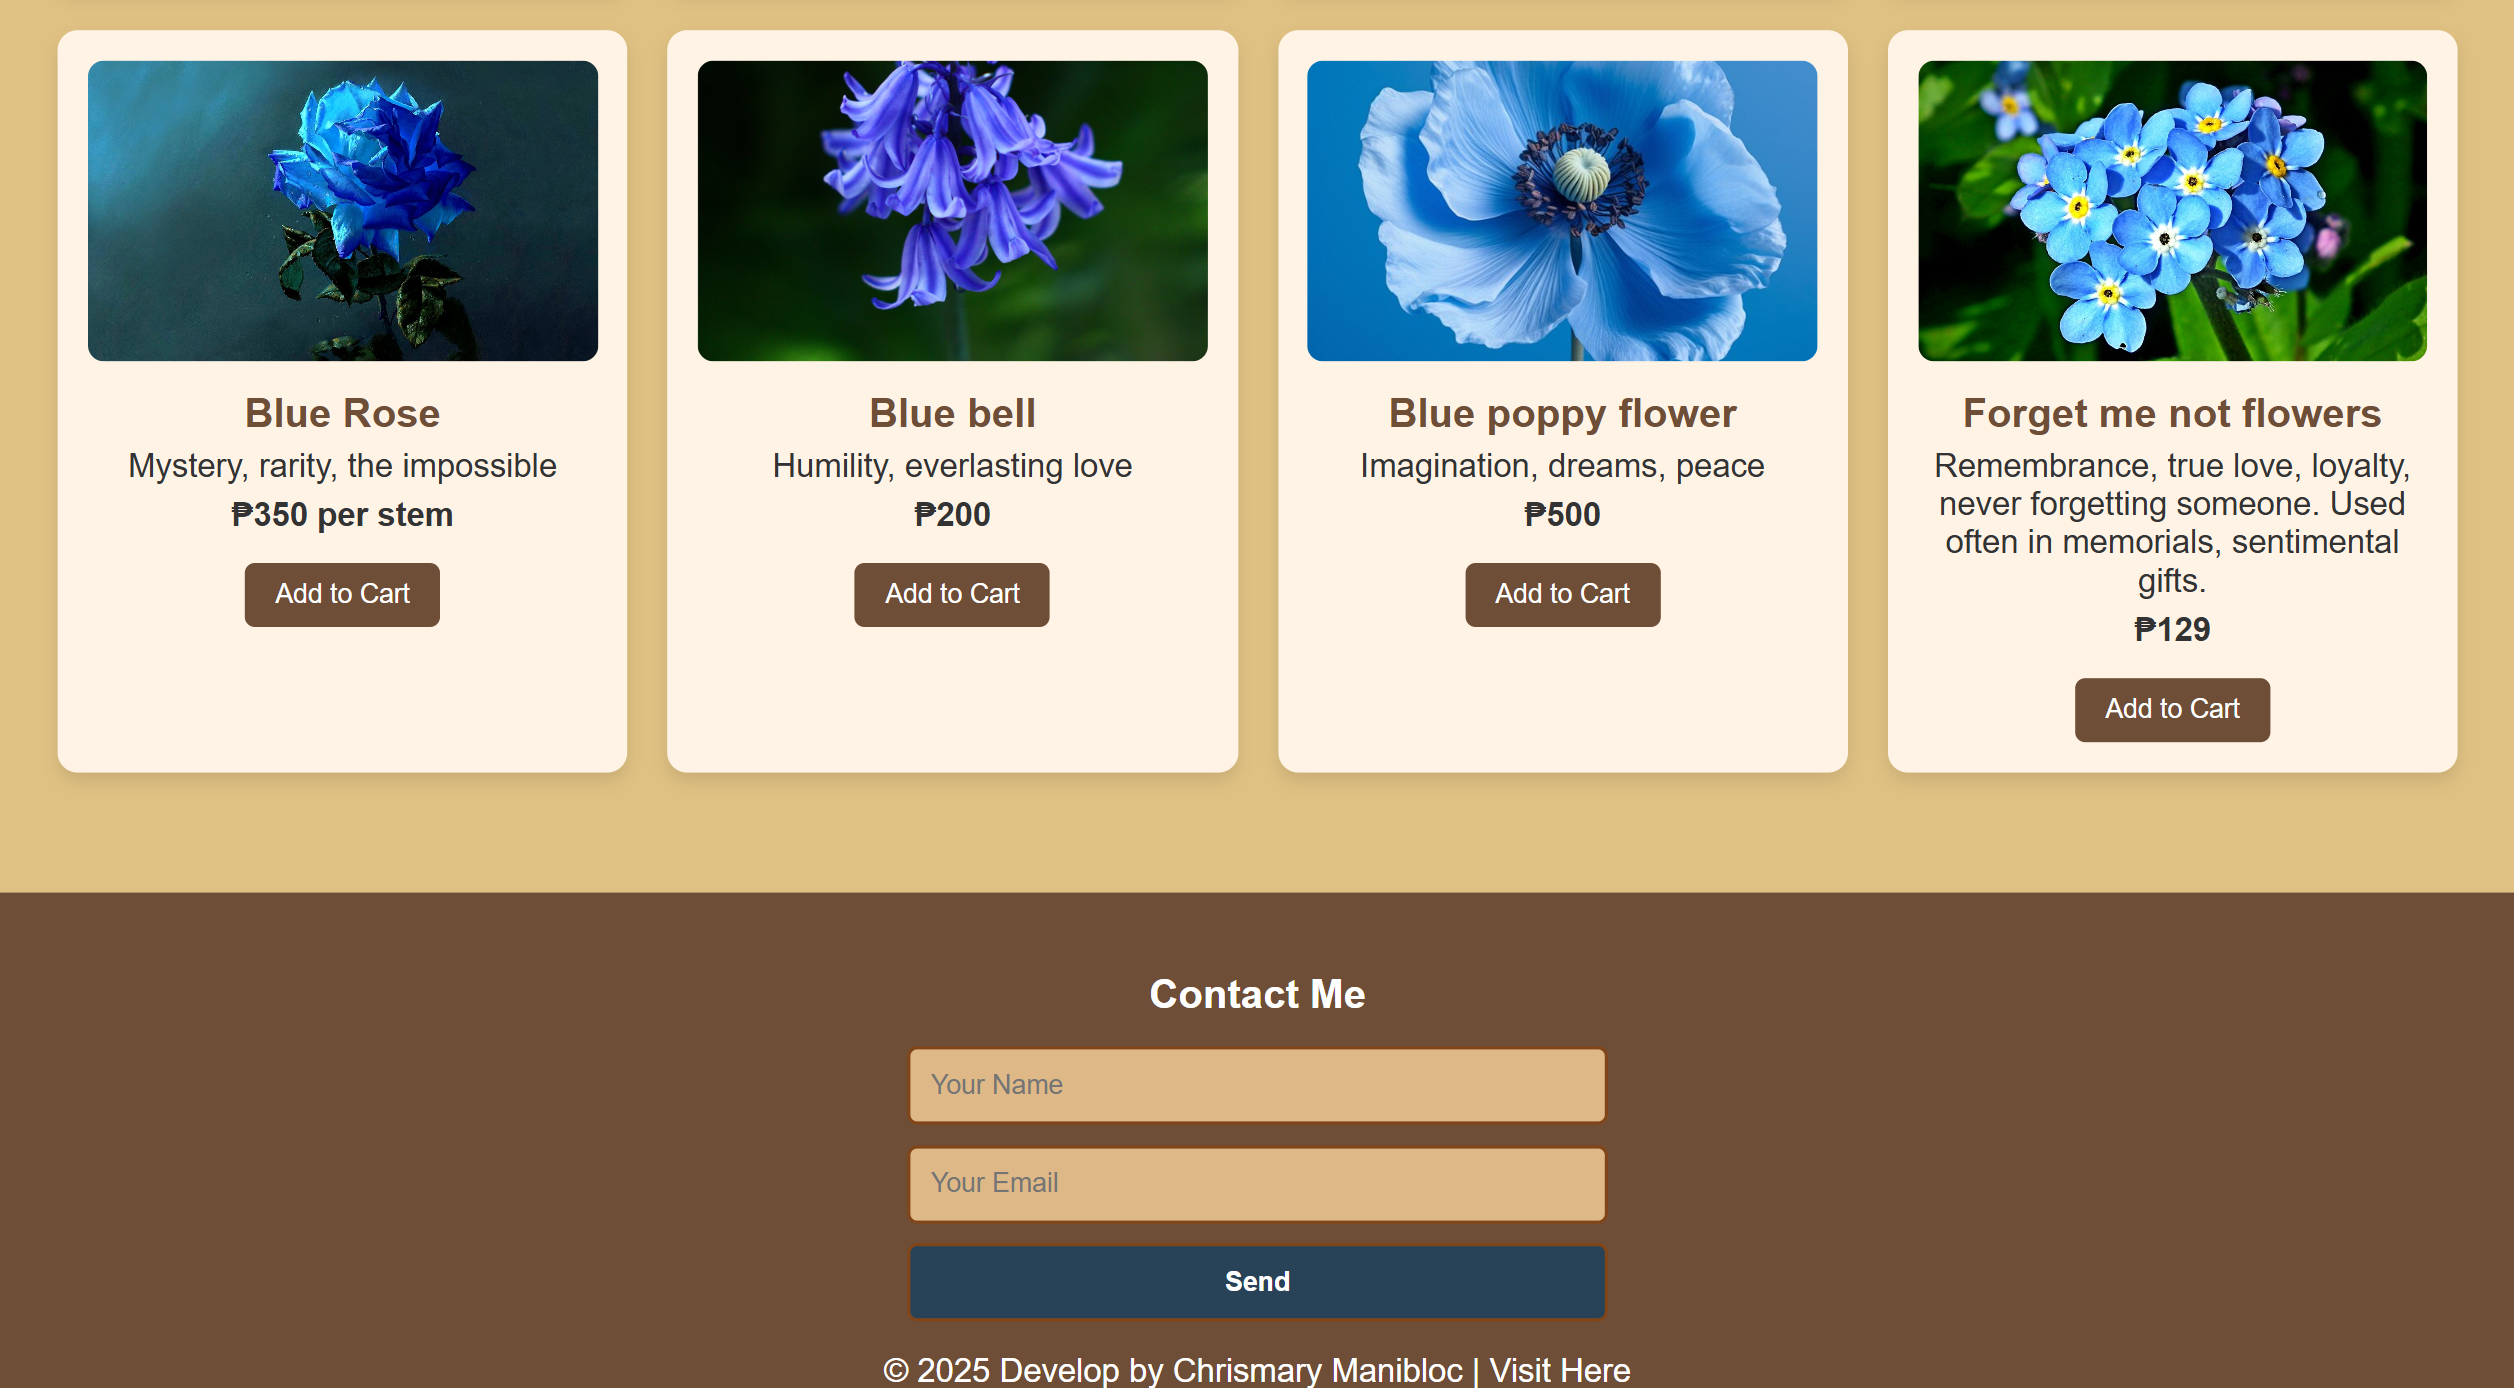 Blue Rose
Mystery, rarity, the impossible
₱350 per stem
Add to Cart
Blue bell
Humility, everlasting love
₱200
Add to Cart
Blue poppy flower
Imagination, dreams, peace
₱500
Add to Cart
Forget me not flowers
Remembrance, true love, loyalty,
never forgetting someone. Used
often in memorials, sentimental
gifts.
₱129
Add to Cart
Contact Me
Your Name
Your Email
Send
© 2025 Develop by Chrismary Manibloc | Visit Here